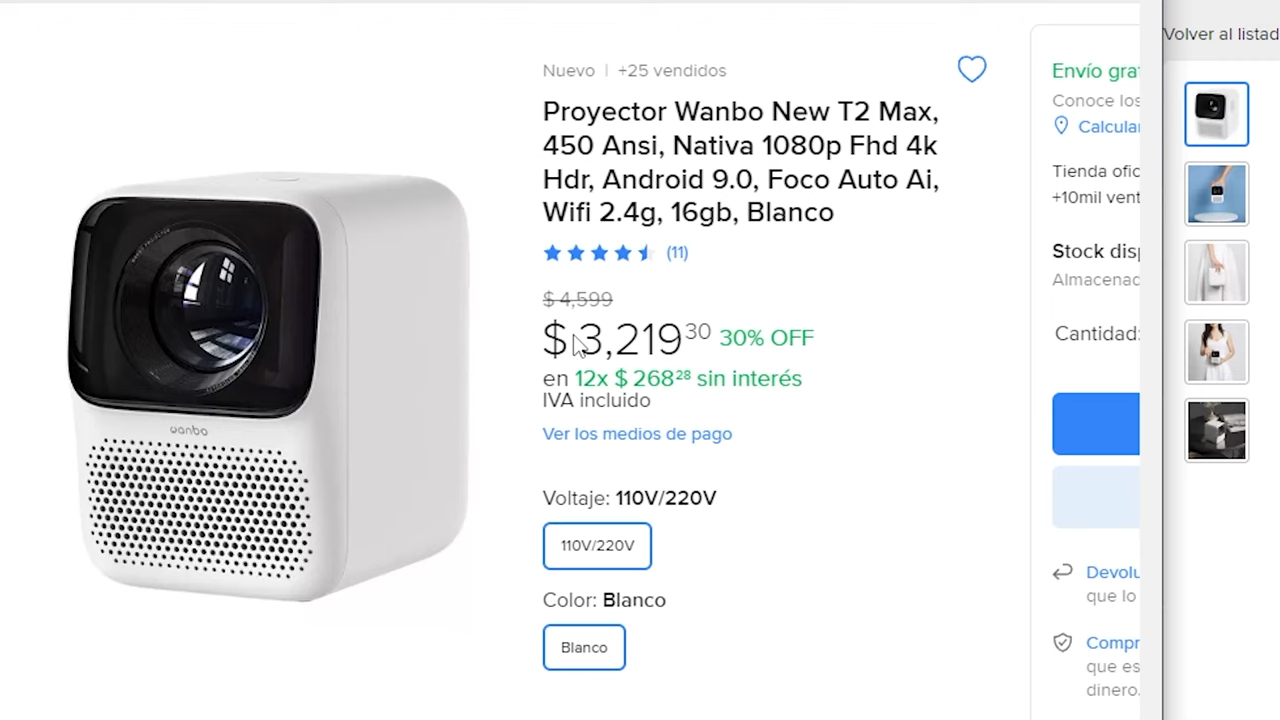 Nuevo | +25 vendidos
Proyector Wanbo New T2 Max,
450 Ansi, Nativa 1080p Fhd 4k
Hdr, Android 9.0, Foco Auto Ai,
Wifi 2.4g, 16gb, Blanco
(11)
$ 4,599
$ 3,219 30 30% OFF
en 12x $ 268 28 sin interés
IVA incluido
Ver los medios de pago
Voltaje: 110V/220V
110V/220V
Color: Blanco
Blanco
wanbo
Envío gra
Conoce los
Calcular
Tienda ofic
+10mil vent
Stock disp
Almacenac
Cantidad:
Devolu
que lo
Compr
que es
dinero.
Volver al listad